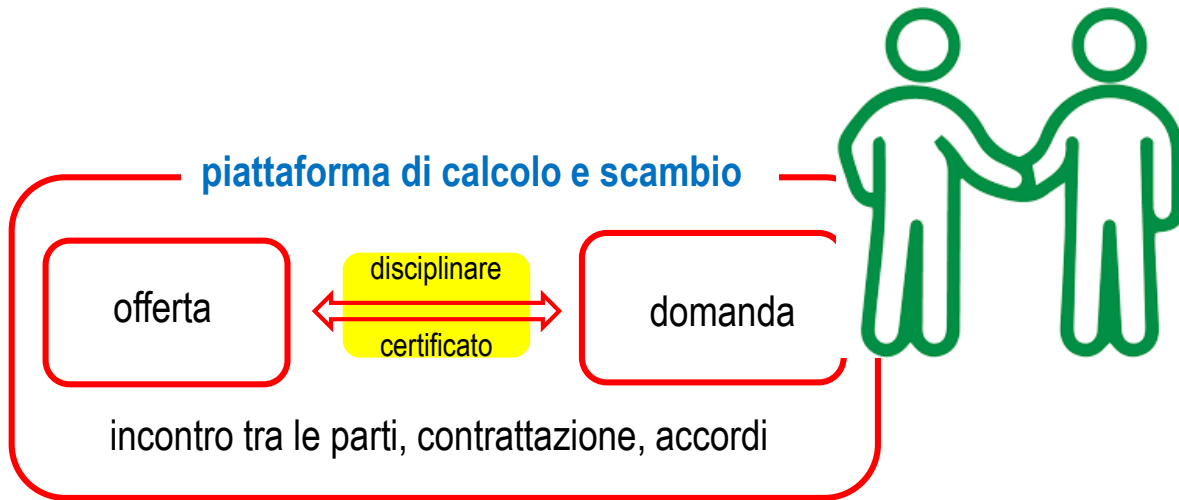 piattaforma di calcolo e scambio
offerta
disciplinare
certificato
domanda
incontro tra le parti, contrattazione, accordi